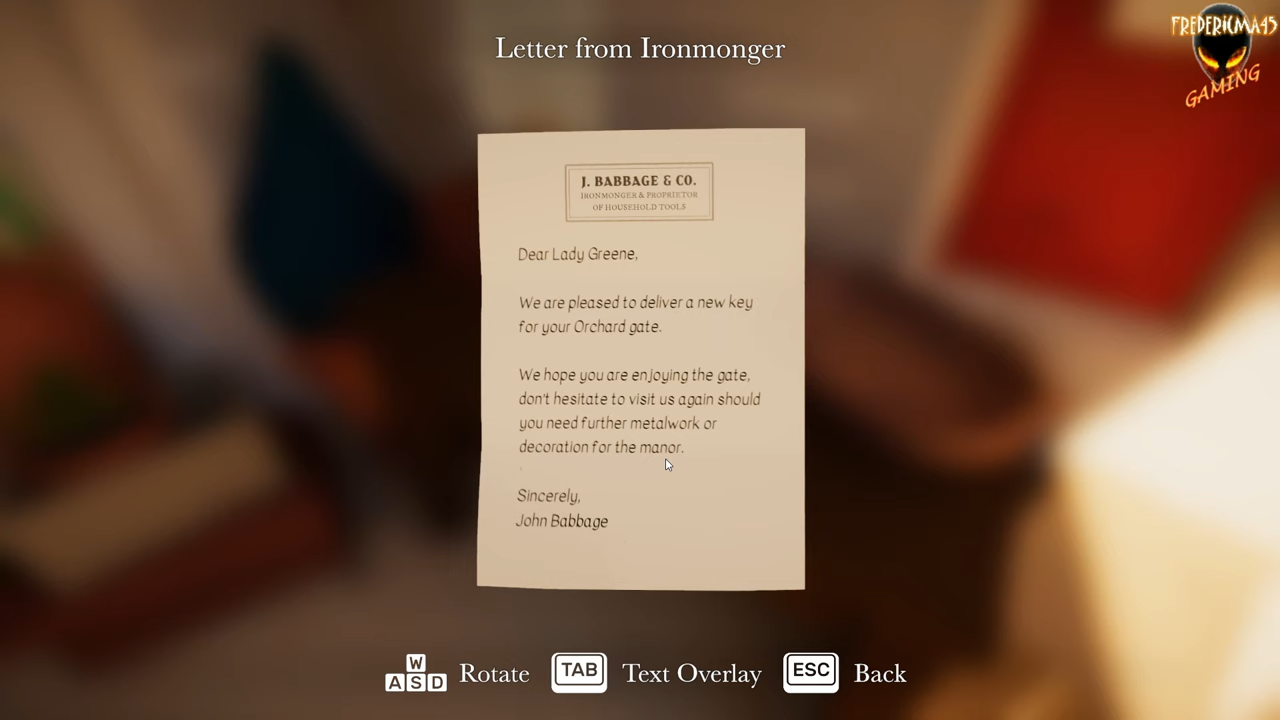 Letter from Ironmonger
FREDERICMA45
GAMING
J. BABBAGE & CO.
IRONMONGER & PROPRIETOR
OF HOUSEHOLD TOOLS
Dear Lady Greene,
We are pleased to deliver a new key
for your Orchard gate.
We hope you are enjoying the gate,
don't hesitate to visit us again should
you need further metalwork or
decoration for the manor.
Sincerely,
John Babbage
W
A S D Rotate TAB Text Overlay ESC Back